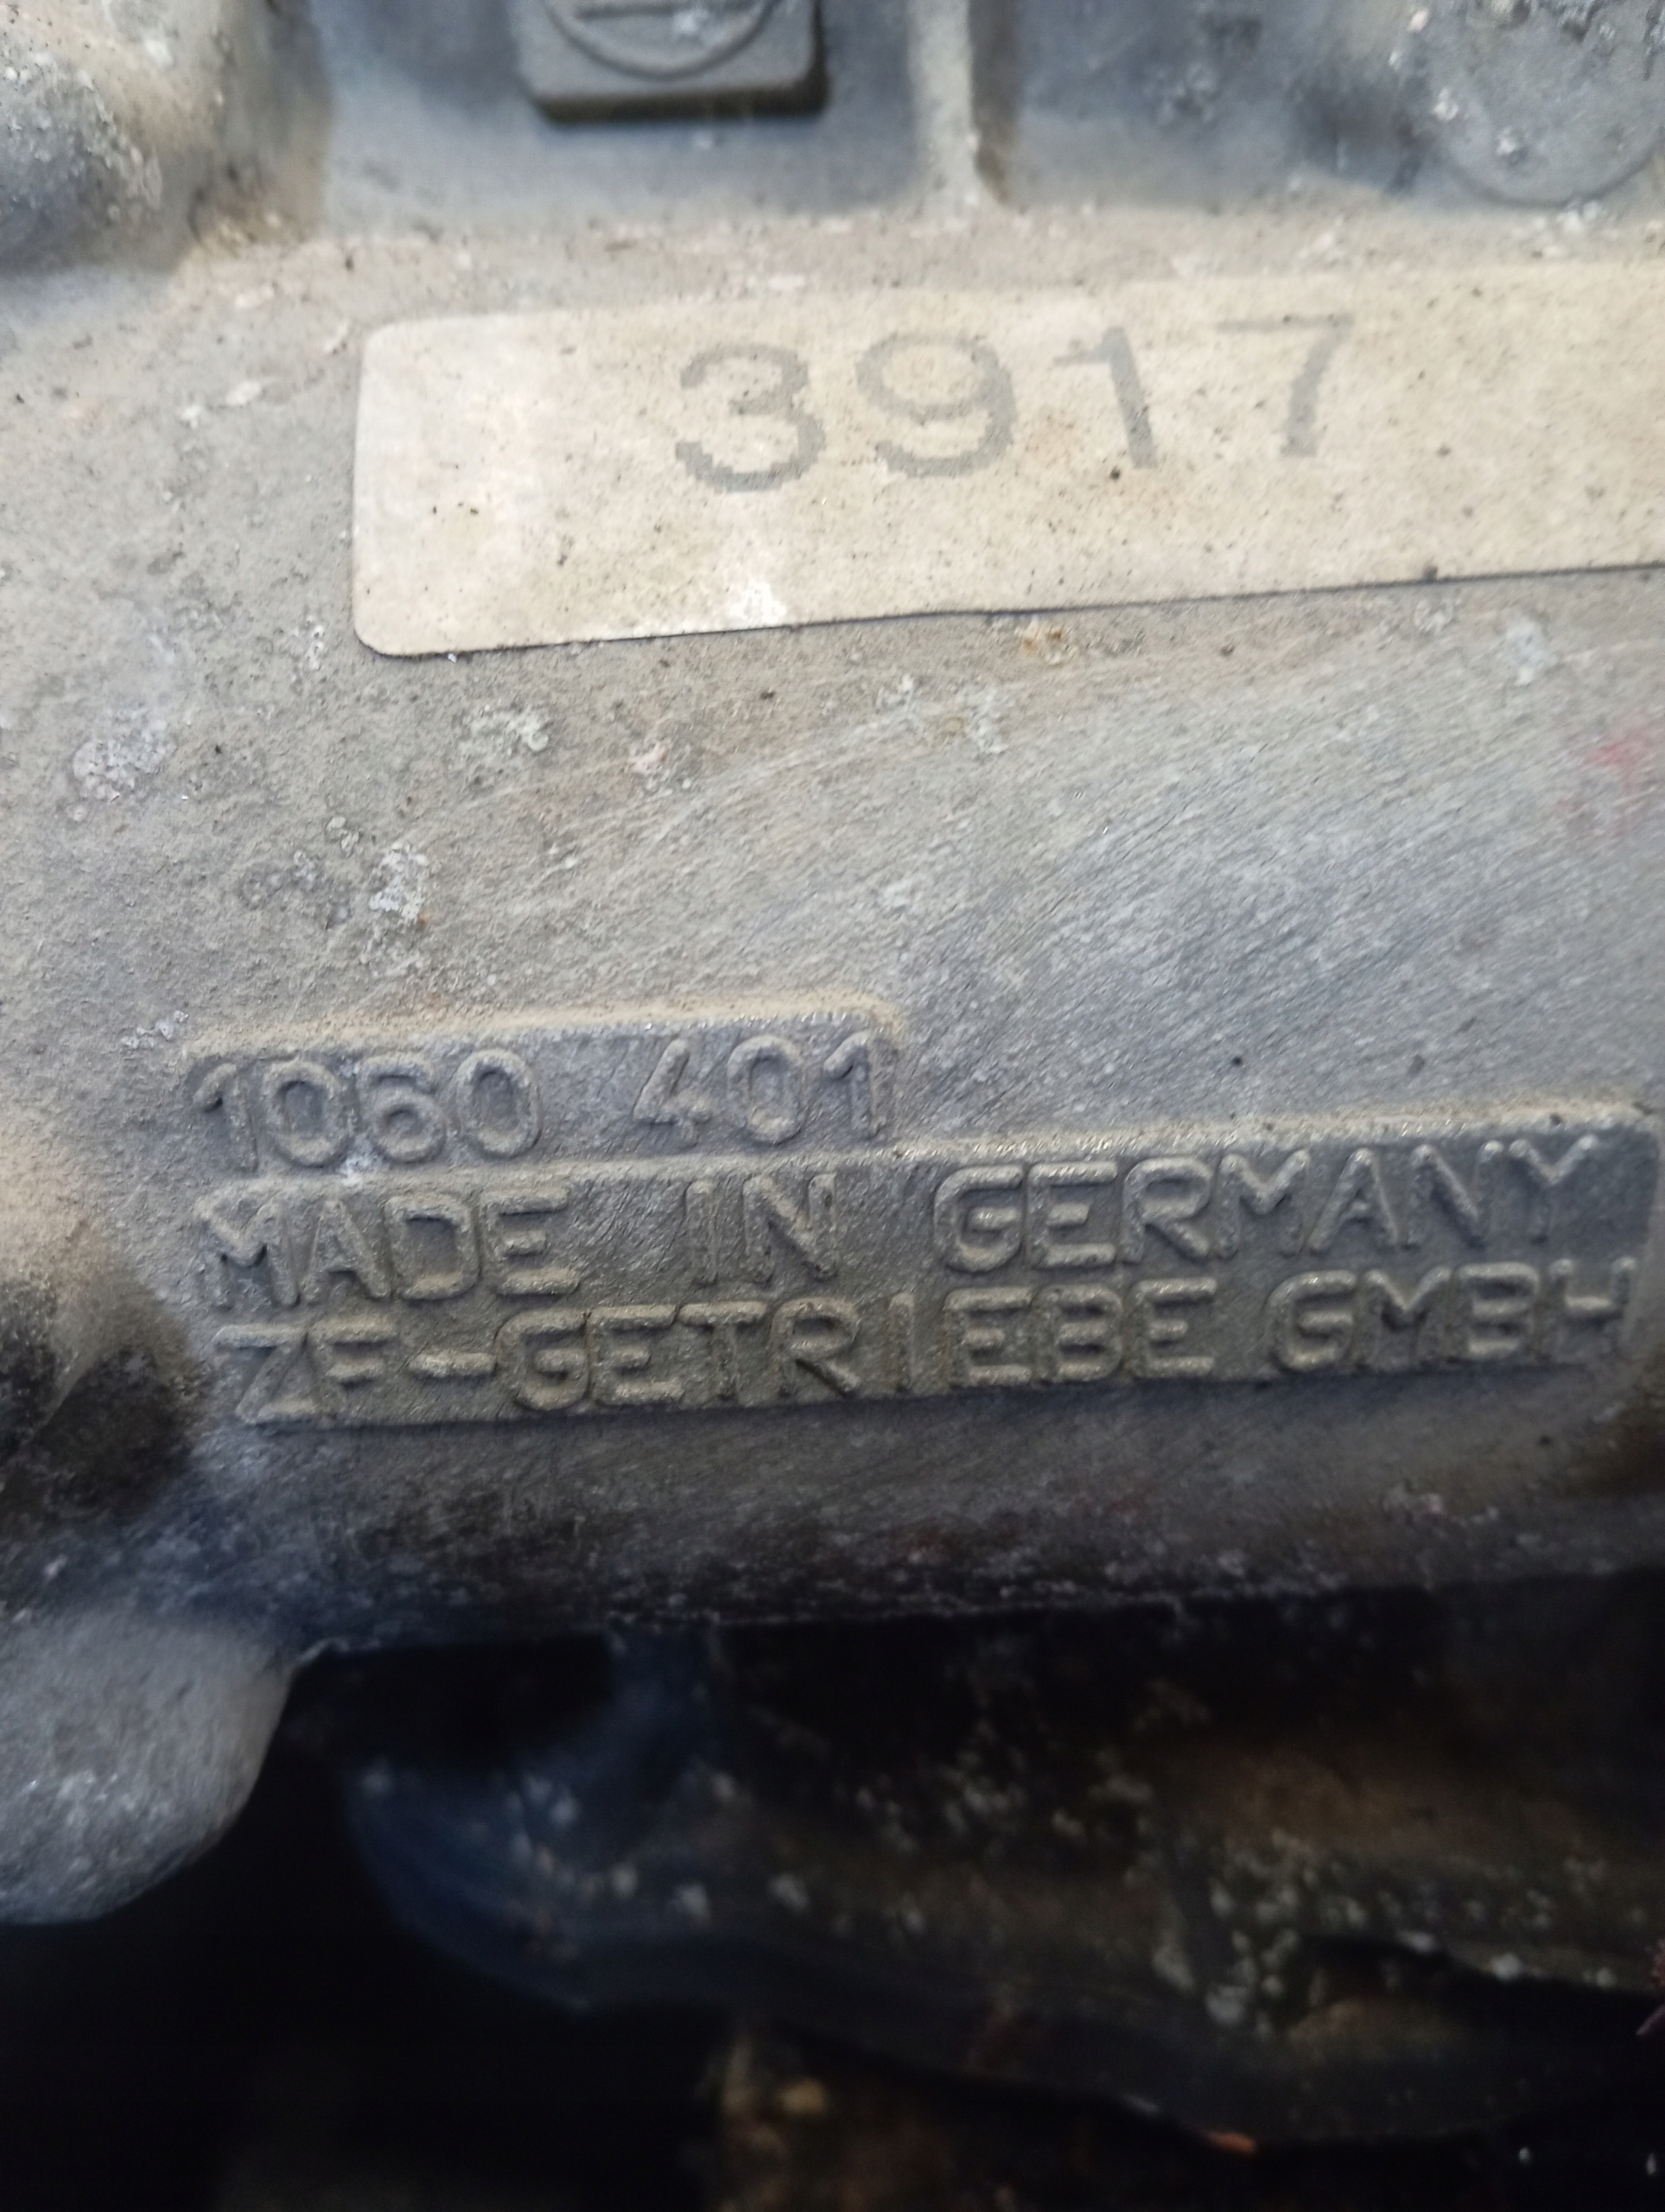 3917
1060 401
MADE IN GERMANY
ZF-GETRIEBE GMBH